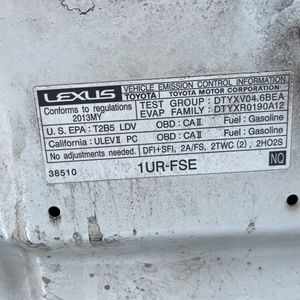 LEXUS
TOYOTA
VEHICLE EMISSION CONTROL INFORMATION
TOYOTA MOTOR CORPORATION
Conforms to regulations
2013MY
TEST GROUP : DTYXV04.6BEA
EVAP FAMILY : DTYXR0190A12
U.S. EPA : T2B5 LDV OBD : CAⅡ Fuel : Gasoline
California : ULEVⅡ PC OBD : CAⅡ Fuel : Gasoline
No adjustments needed. DFI+SFI, 2A/FS, 2TWC (2), 2HO2S
38510 1UR-FSE NQ